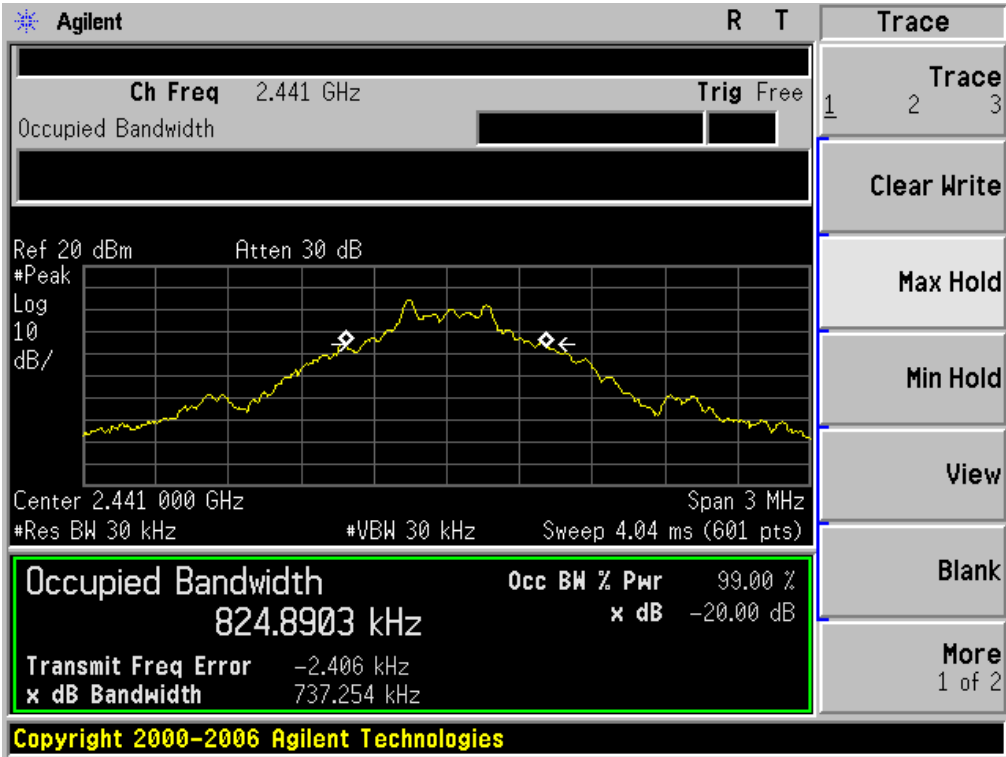 Agilent R T
Trace
Ch Freq 2.441 GHz Trig Free
Occupied Bandwidth
Trace
1 2 3
Clear Write
Max Hold
Min Hold
View
Blank
More
1 of 2
Ref 20 dBm Atten 30 dB
#Peak
Log
10
dB/
Center 2.441 000 GHz Span 3 MHz
#Res BW 30 kHz #VBW 30 kHz Sweep 4.04 ms (601 pts)
Occupied Bandwidth
824.8903 kHz
Occ BW % Pwr 99.00 %
x dB -20.00 dB
Transmit Freq Error -2.406 kHz
x dB Bandwidth 737.254 kHz
Copyright 2000-2006 Agilent Technologies